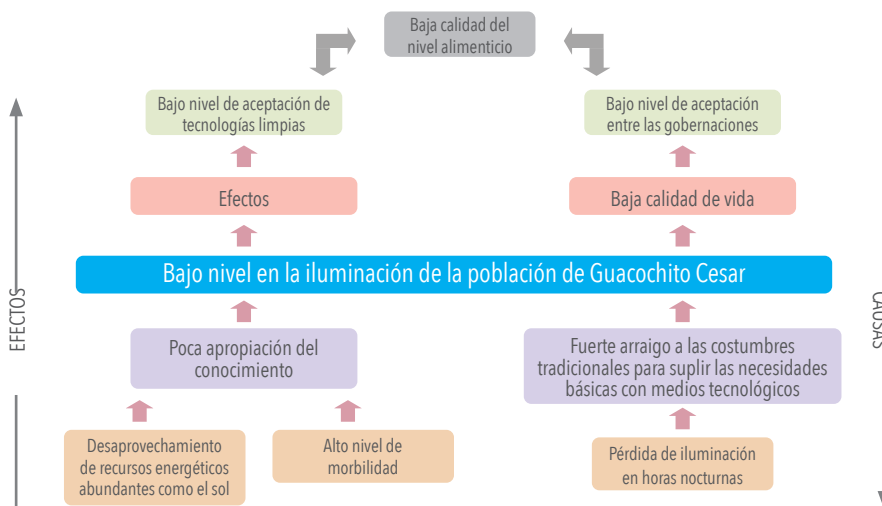 Baja calidad del
nivel alimenticio
Bajo nivel de aceptación de
tecnologías limpias
Bajo nivel de aceptación
entre las gobernaciones
Efectos
Baja calidad de vida
Bajo nivel en la iluminación de la población de Guacochito Cesar
EFECTOS
CAUSAS
Poca apropiación del
conocimiento
Fuerte arraigo a las costumbres
tradicionales para suplir las necesidades
básicas con medios tecnológicos
Desaprovechamiento
de recursos energéticos
abundantes como el sol
Alto nivel de
morbilidad
Pérdida de iluminación
en horas nocturnas